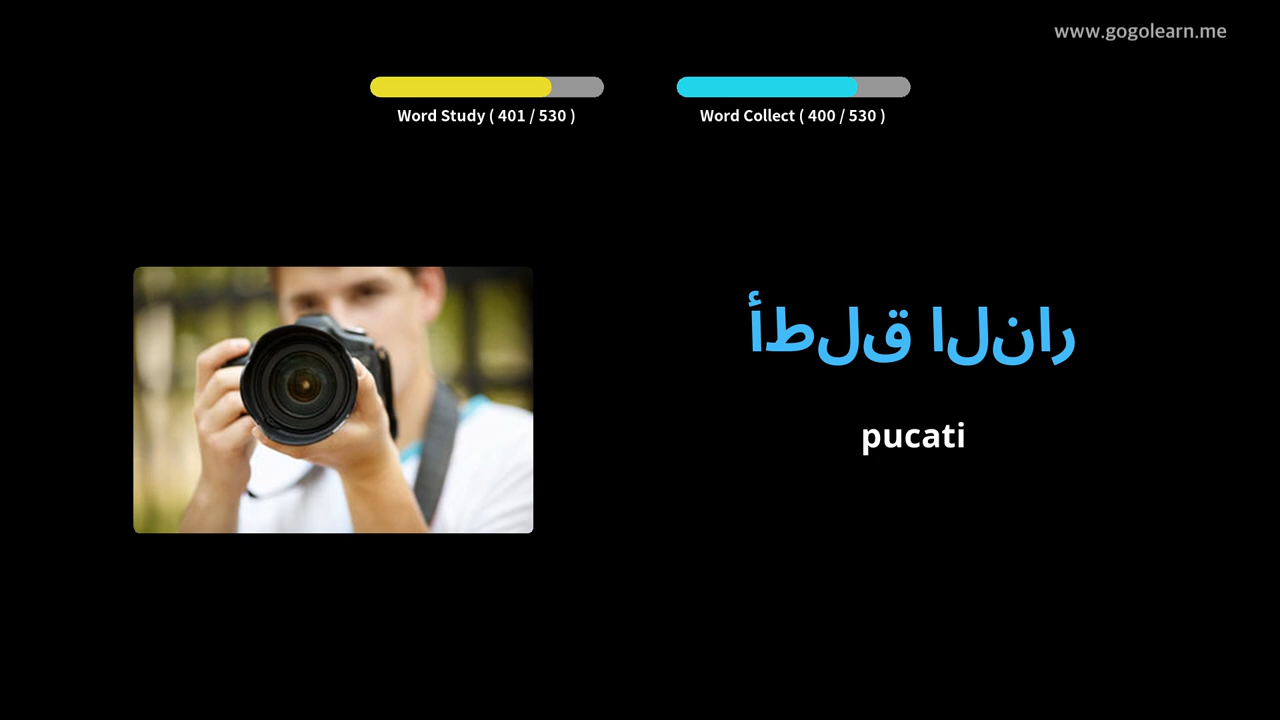 www.gogolearn.me
Word Study ( 401 / 530 )
Word Collect ( 400 / 530 )
أطلق النار
pucati